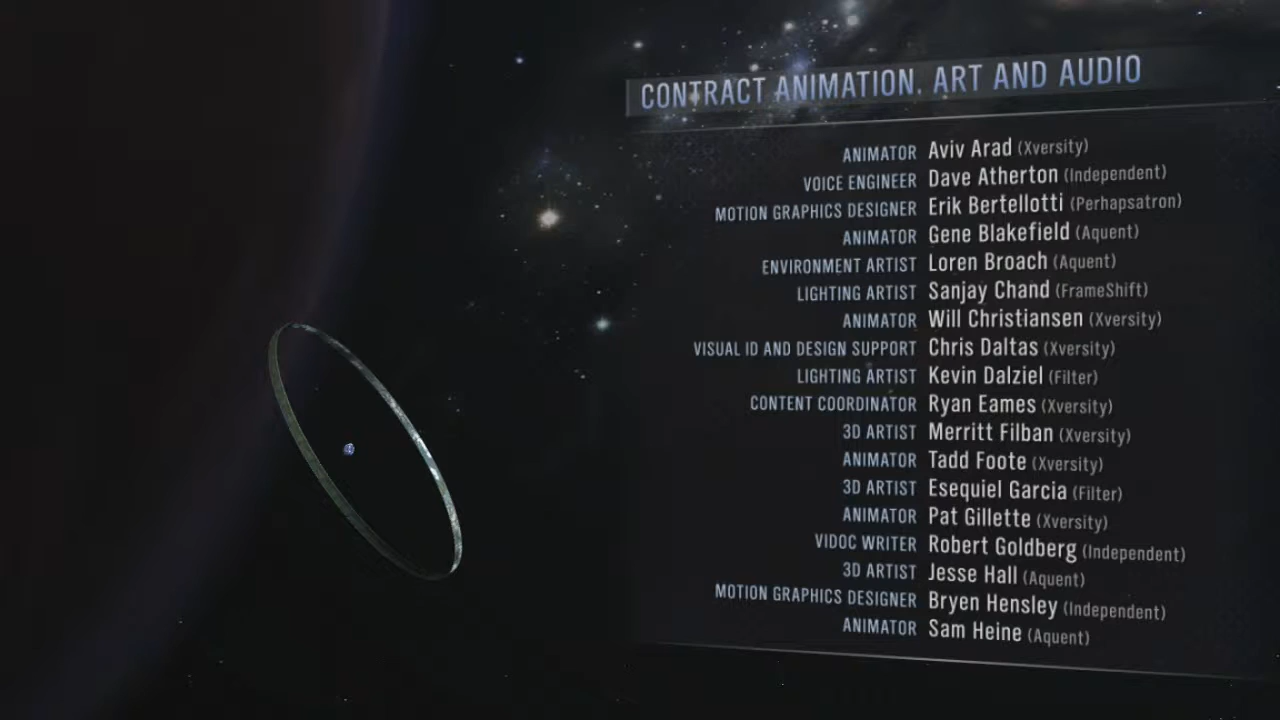 CONTRACT ANIMATION, ART AND AUDIO
ANIMATOR Aviv Arad (Xversity)
VOICE ENGINEER Dave Atherton (Independent)
MOTION GRAPHICS DESIGNER Erik Bertellotti (Perhapsatron)
ANIMATOR Gene Blakefield (Aquent)
ENVIRONMENT ARTIST Loren Broach (Aquent)
LIGHTING ARTIST Sanjay Chand (FrameShift)
ANIMATOR Will Christiansen (Xversity)
VISUAL ID AND DESIGN SUPPORT Chris Daltas (Xversity)
LIGHTING ARTIST Kevin Dalziel (Filter)
CONTENT COORDINATOR Ryan Eames (Xversity)
3D ARTIST Merritt Filban (Xversity)
ANIMATOR Tadd Foote (Xversity)
3D ARTIST Esequiel Garcia (Filter)
ANIMATOR Pat Gillette (Xversity)
VIDOC WRITER Robert Goldberg (Independent)
3D ARTIST Jesse Hall (Aquent)
MOTION GRAPHICS DESIGNER Bryen Hensley (Independent)
ANIMATOR Sam Heine (Aquent)